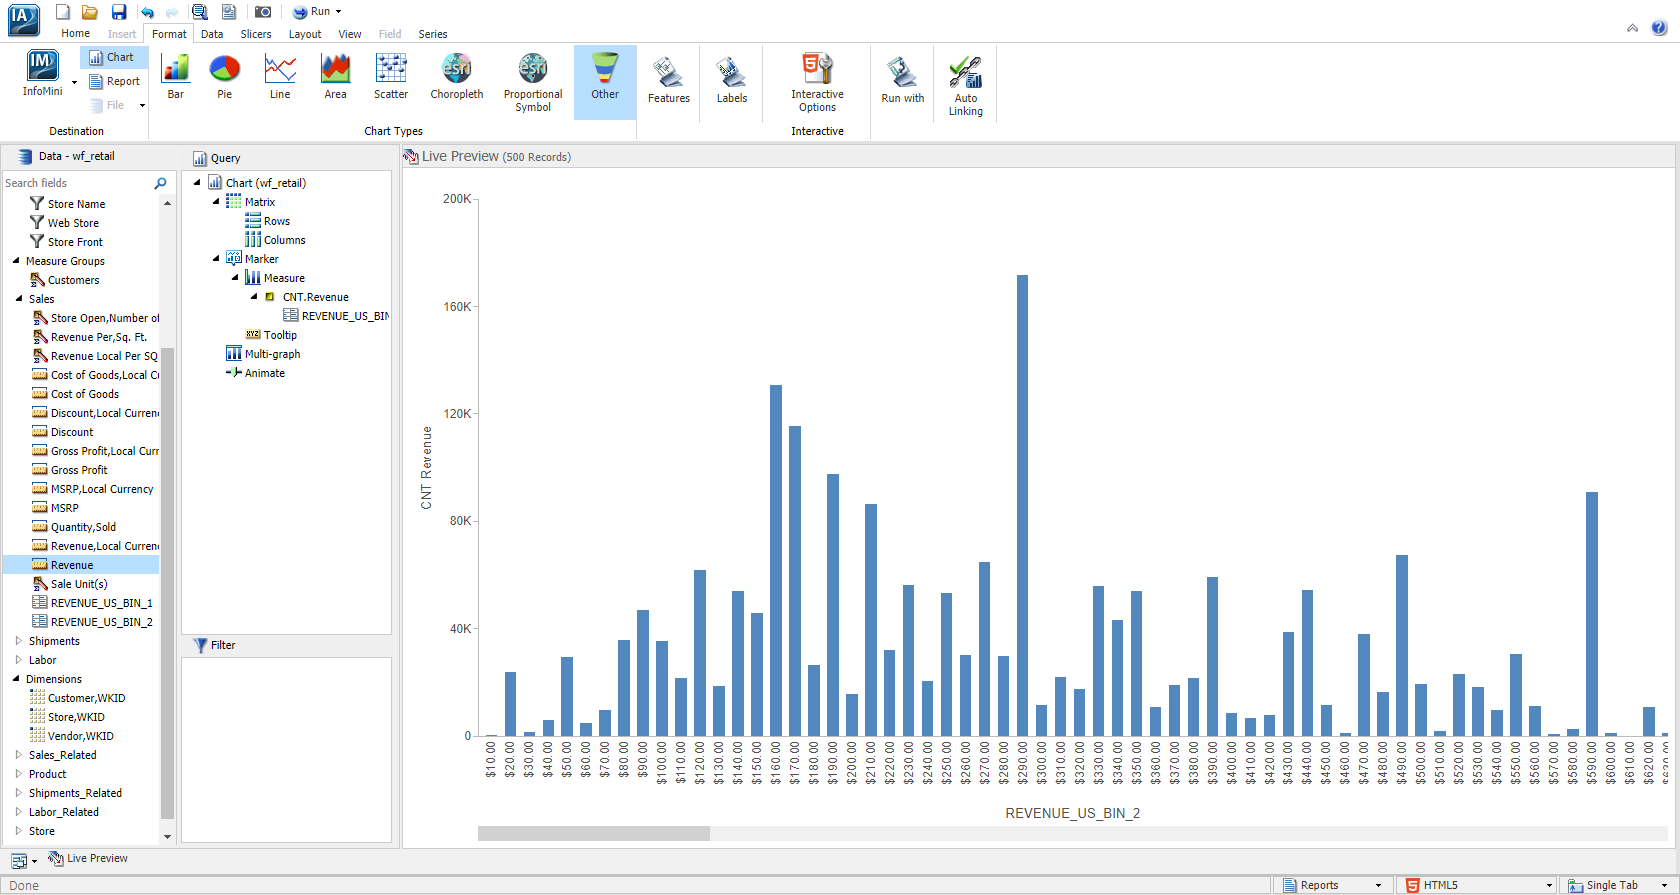 IA
Run
Home Insert Format Data Slicers Layout View Field Series
IM
InfoMini
Chart
Report
File
Destination
Bar
Pie
Line
Area
Scatter
esri
Choropleth
esri
Proportional
Symbol
Other
Chart Types
Features
Labels
5
Interactive
Options
Interactive
Run with
Auto
Linking
Data - wf_retail
Search fields
Store Name
Web Store
Store Front
Measure Groups
Customers
Sales
Store Open,Number of
Revenue Per,Sq. Ft.
Revenue Local Per SQ
Cost of Goods,Local Cu
Cost of Goods
Discount,Local Curren
Discount
Gross Profit,Local Curr
Gross Profit
MSRP,Local Currency
MSRP
Quantity,Sold
Revenue,Local Curren
Revenue
Sale Unit(s)
REVENUE_US_BIN_1
REVENUE_US_BIN_2
Shipments
Labor
Dimensions
Customer,WKID
Store,WKID
Vendor,WKID
Sales_Related
Product
Shipments_Related
Labor_Related
Store
Query
Chart (wf_retail)
Matrix
Rows
Columns
Marker
Measure
CNT.Revenue
REVENUE_US_BIN
XYZ Tooltip
Multi-graph
Animate
Filter
Live Preview (500 Records)
200K
160K
120K
80K
40K
0
CNT Revenue
$10.00 $20.00 $30.00 $40.00 $50.00 $60.00 $70.00 $80.00 $90.00 $100.00 $110.00 $120.00 $130.00 $140.00 $150.00 $160.00 $170.00 $180.00 $190.00 $200.00 $210.00 $220.00 $230.00 $240.00 $250.00 $260.00 $270.00 $280.00 $290.00 $300.00 $310.00 $320.00 $330.00 $340.00 $350.00 $360.00 $370.00 $380.00 $390.00 $400.00 $410.00 $420.00 $430.00 $440.00 $450.00 $460.00 $470.00 $480.00 $490.00 $500.00 $510.00 $520.00 $530.00 $540.00 $550.00 $560.00 $570.00 $580.00 $590.00 $600.00 $610.00 $620.00
REVENUE_US_BIN_2
Live Preview
Done
Reports
5 HTML5
Single Tab